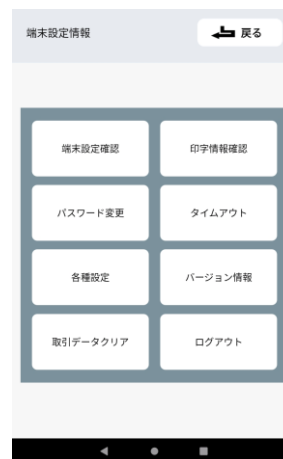 端末設定情報
戻る
端末設定確認
印字情報確認
パスワード変更
タイムアウト
各種設定
バージョン情報
取引データクリア
ログアウト